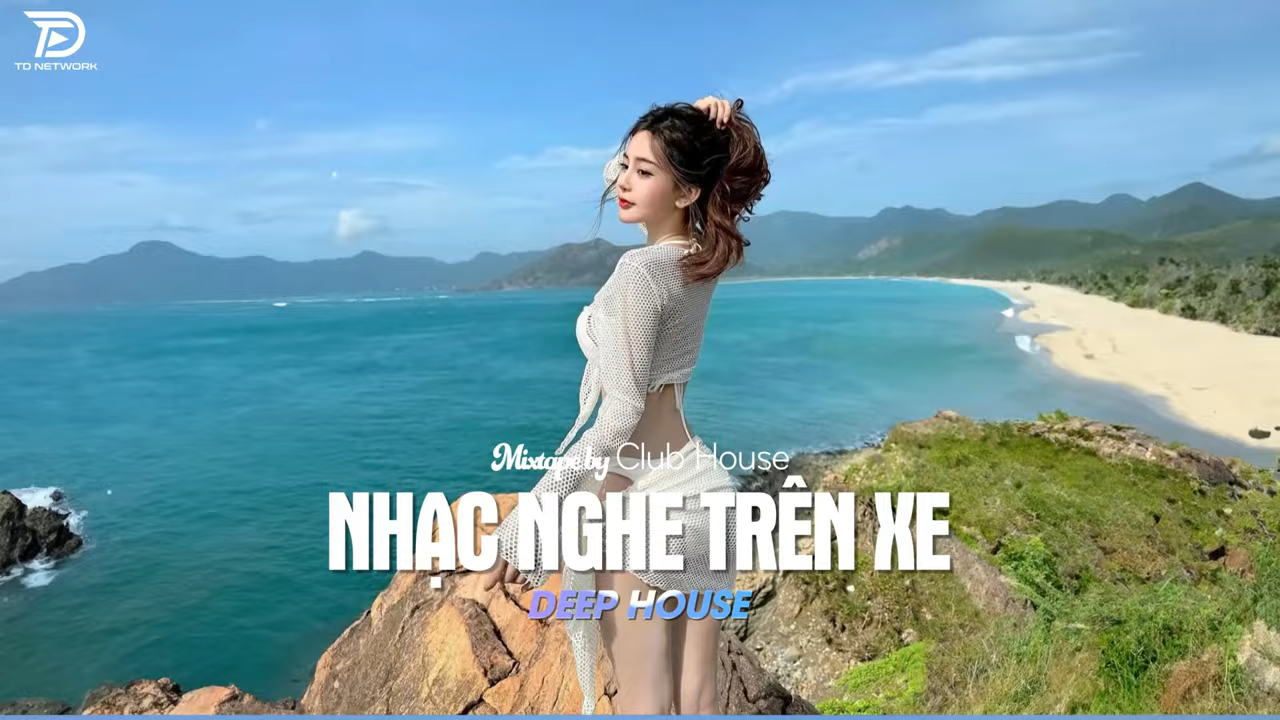 TD NETWORK
Mixtape by Club House
NHẠC NGHE TRÊN XE
DEEP HOUSE